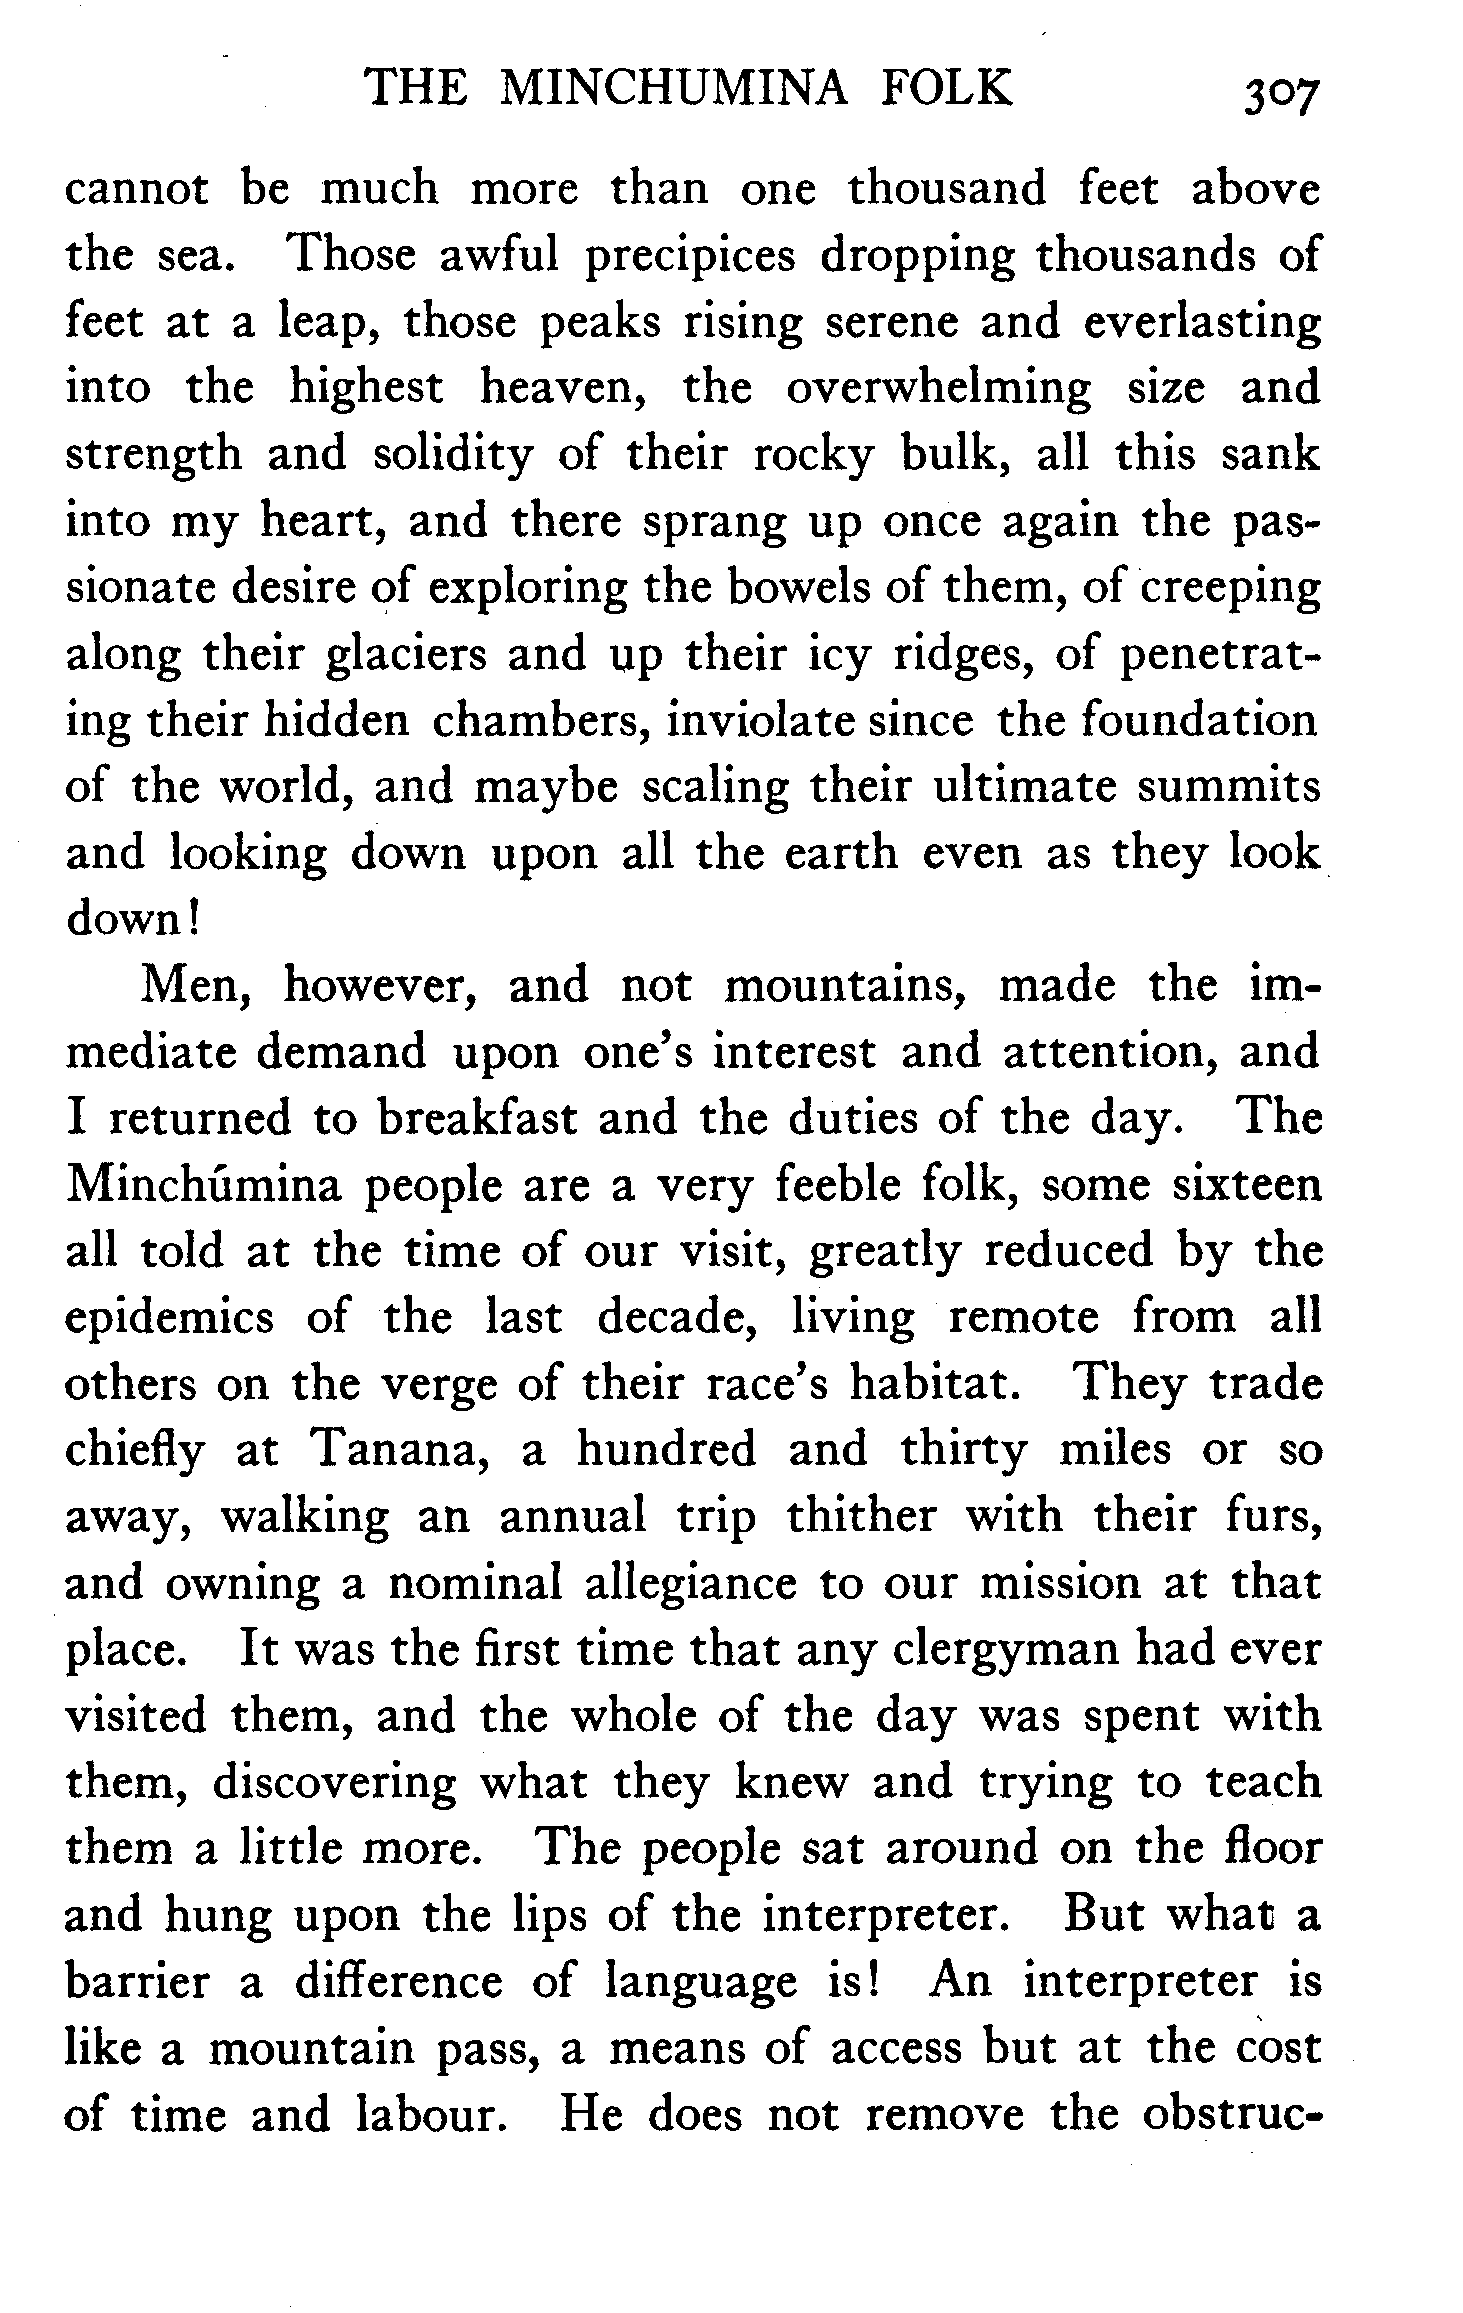 THE MINCHUMINA FOLK 307
cannot be much more than one thousand feet above
the sea. Those awful precipices dropping thousands of
feet at a leap, those peaks rising serene and everlasting
into the highest heaven, the overwhelming size and
strength and solidity of their rocky bulk, all this sank
into my heart, and there sprang up once again the pas-
sionate desire of exploring the bowels of them, of creeping
along their glaciers and up their icy ridges, of penetrat-
ing their hidden chambers, inviolate since the foundation
of the world, and maybe scaling their ultimate summits
and looking down upon all the earth even as they look
down!
Men, however, and not mountains, made the im-
mediate demand upon one's interest and attention, and
I returned to breakfast and the duties of the day. The
Minchúmina people are a very feeble folk, some sixteen
all told at the time of our visit, greatly reduced by the
epidemics of the last decade, living remote from all
others on the verge of their race's habitat. They trade
chiefly at Tanana, a hundred and thirty miles or so
away, walking an annual trip thither with their furs,
and owning a nominal allegiance to our mission at that
place. It was the first time that any clergyman had ever
visited them, and the whole of the day was spent with
them, discovering what they knew and trying to teach
them a little more. The people sat around on the floor
and hung upon the lips of the interpreter. But what a
barrier a difference of language is! An interpreter is
like a mountain pass, a means of access but at the cost
of time and labour. He does not remove the obstruc-